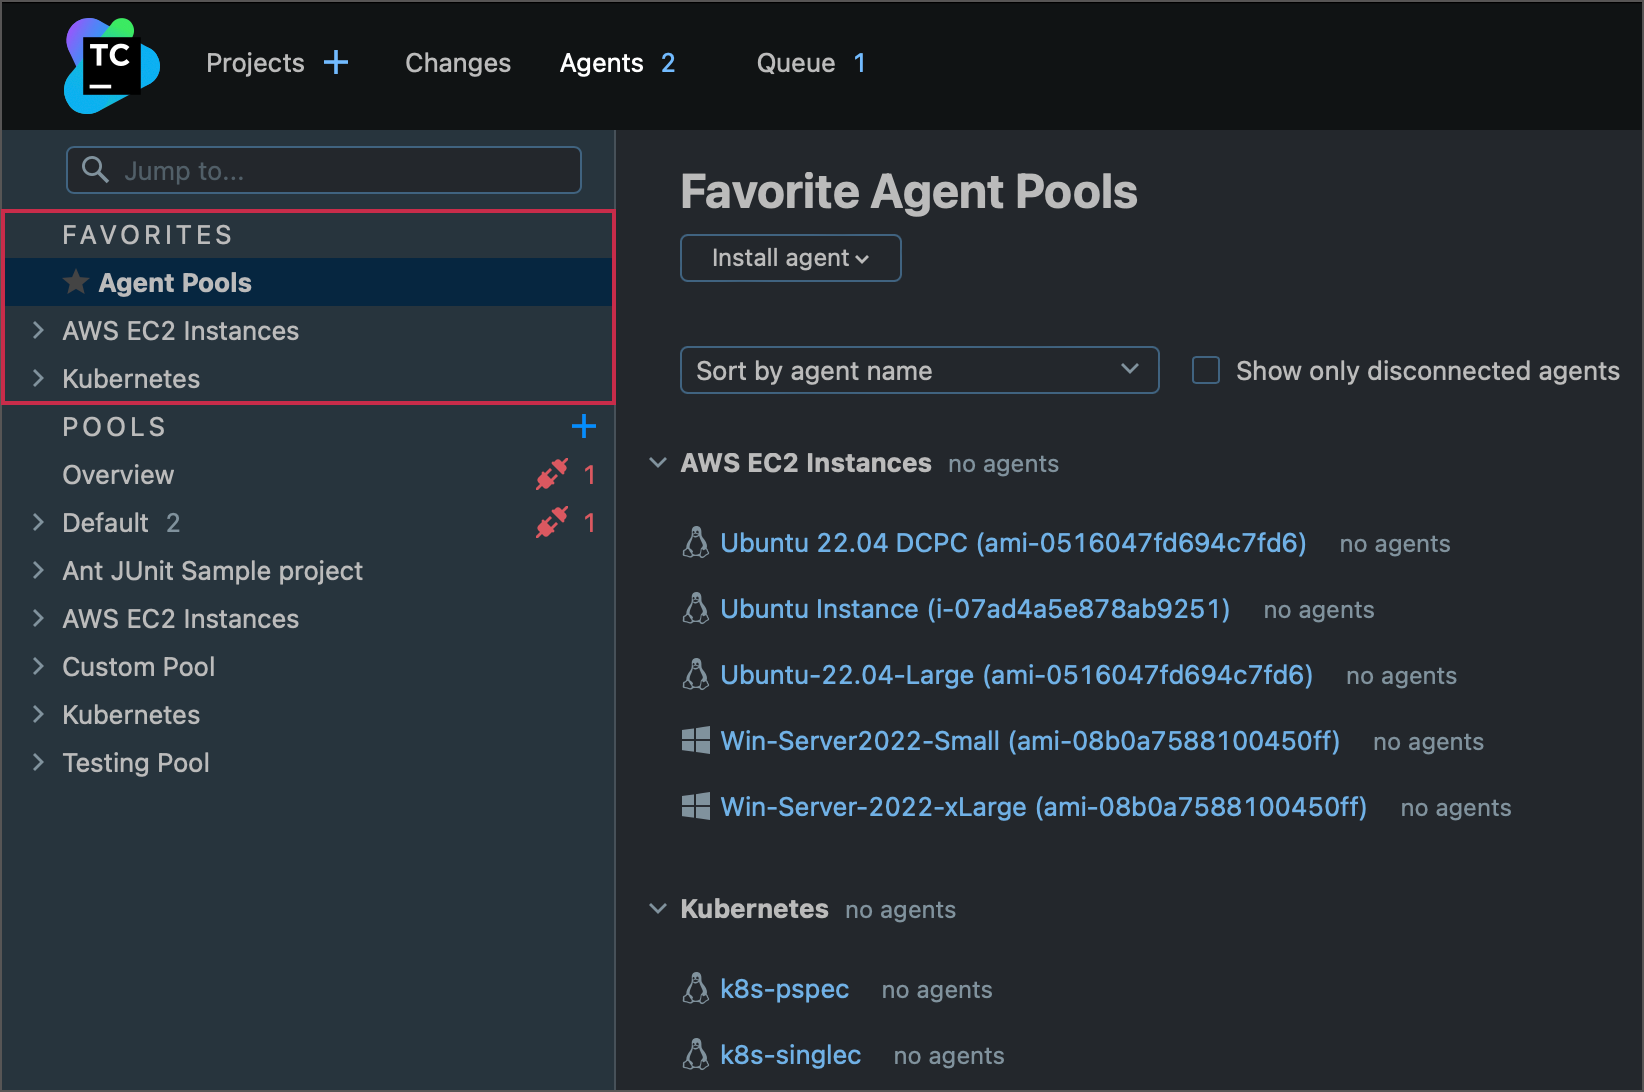 TC
Projects + Changes Agents 2 Queue 1
Jump to...
FAVORITES
Agent Pools
AWS EC2 Instances
Kubernetes
POOLS +
Overview 1
Default 2 1
Ant JUnit Sample project
AWS EC2 Instances
Custom Pool
Kubernetes
Testing Pool
Favorite Agent Pools
Install agent
Sort by agent name Show only disconnected agents
AWS EC2 Instances no agents
Ubuntu 22.04 DCPC (ami-0516047fd694c7fd6) no agents
Ubuntu Instance (i-07ad4a5e878ab9251) no agents
Ubuntu-22.04-Large (ami-0516047fd694c7fd6) no agents
Win-Server2022-Small (ami-08b0a7588100450ff) no agents
Win-Server-2022-xLarge (ami-08b0a7588100450ff) no agents
Kubernetes no agents
k8s-pspec no agents
k8s-singlec no agents